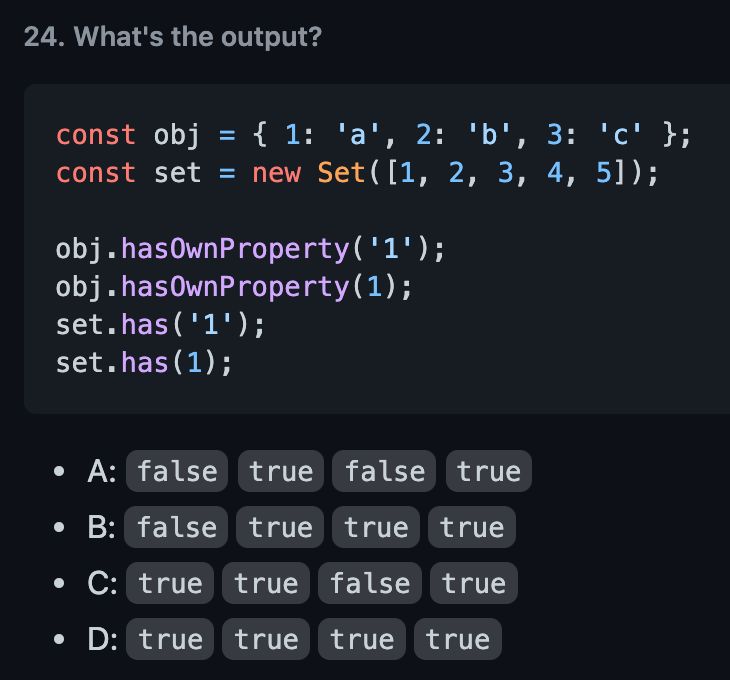 24. What's the output?
const obj = { 1: 'a', 2: 'b', 3: 'c' };
const set = new Set([1, 2, 3, 4, 5]);
obj.hasOwnProperty('1');
obj.hasOwnProperty(1);
set.has('1');
set.has(1);
• A: false true false true
• B: false true true true
• C: true true false true
• D: true true true true